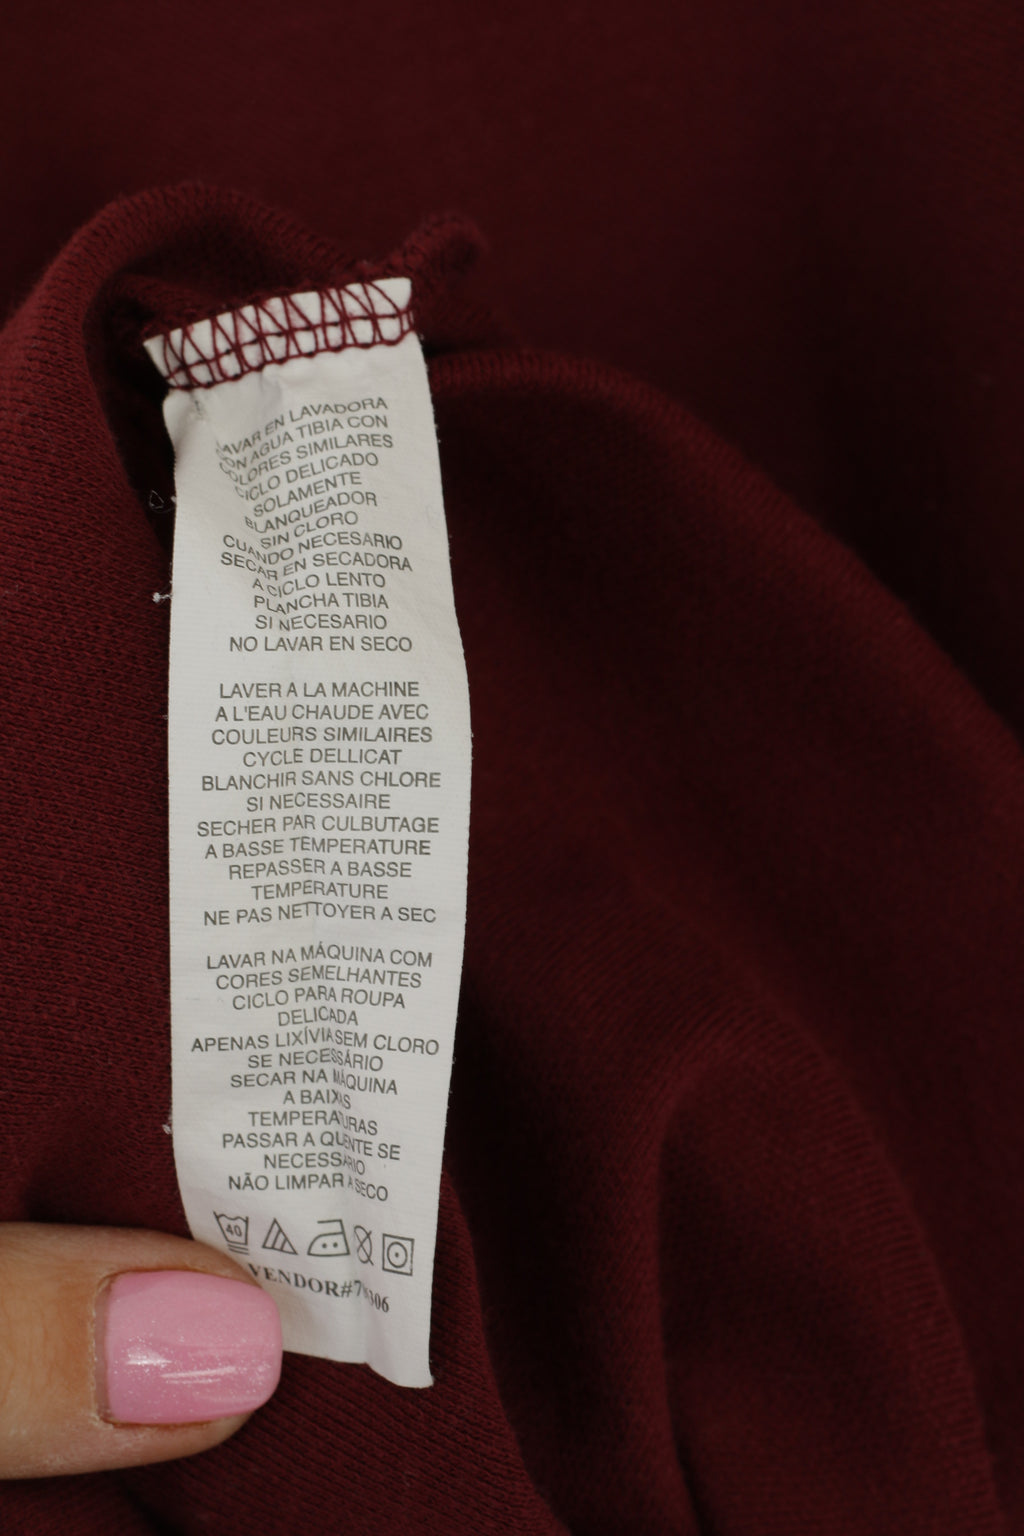 LAVAR EN LAVADORA
CON AGUA TIBIA CON
COLORES SIMILARES
CICLO DELICADO
SOLAMENTE
BLANQUEADOR
SIN CLORO
CUANDO NECESARIO
SECAR EN SECADORA
A CICLO LENTO
PLANCHA TIBIA
SI NECESARIO
NO LAVAR EN SECO
LAVER A LA MACHINE
A L'EAU CHAUDE AVEC
COULEURS SIMILAIRES
CYCLE DELLICAT
BLANCHIR SANS CHLORE
SI NECESSAIRE
SECHER PAR CULBUTAGE
A BASSE TEMPERATURE
REPASSER A BASSE
TEMPERATURE
NE PAS NETTOYER A SEC
LAVAR NA MÁQUINA COM
CORES SEMELHANTES
CICLO PARA ROUPA
DELICADA
APENAS LIXÍVIA SEM CLORO
SE NECESSÁRIO
SECAR NA MÁQUINA
A BAIXAS
TEMPERATURAS
PASSAR A QUENTE SE
NECESSARIO
NÃO LIMPAR A SECO
40
VENDOR#